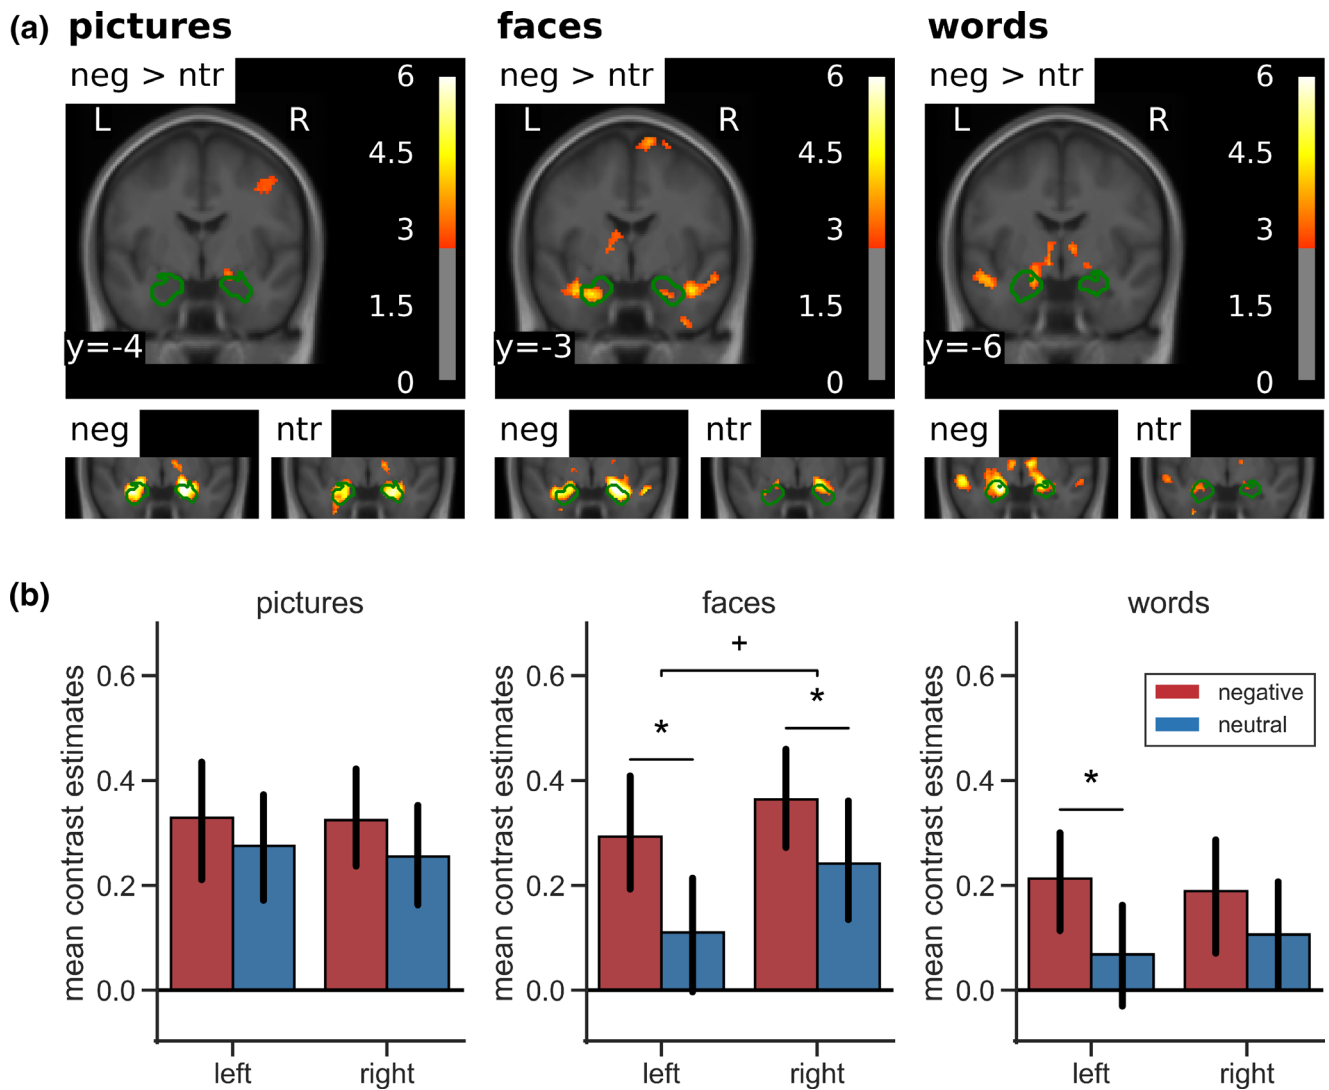 (a) pictures faces words
neg > ntr neg > ntr neg > ntr
L R 6 4.5 3 1.5 0
y=-4
L R 6 4.5 3 1.5 0
y=-3
L R 6 4.5 3 1.5 0
y=-6
neg ntr neg ntr neg ntr
(b)
pictures
mean contrast estimates
0.6
0.4
0.2
0.0
left right
faces
mean contrast estimates
0.6
0.4
0.2
0.0
+
*
*
left right
words
mean contrast estimates
0.6
0.4
0.2
0.0
negative
neutral
*
left right